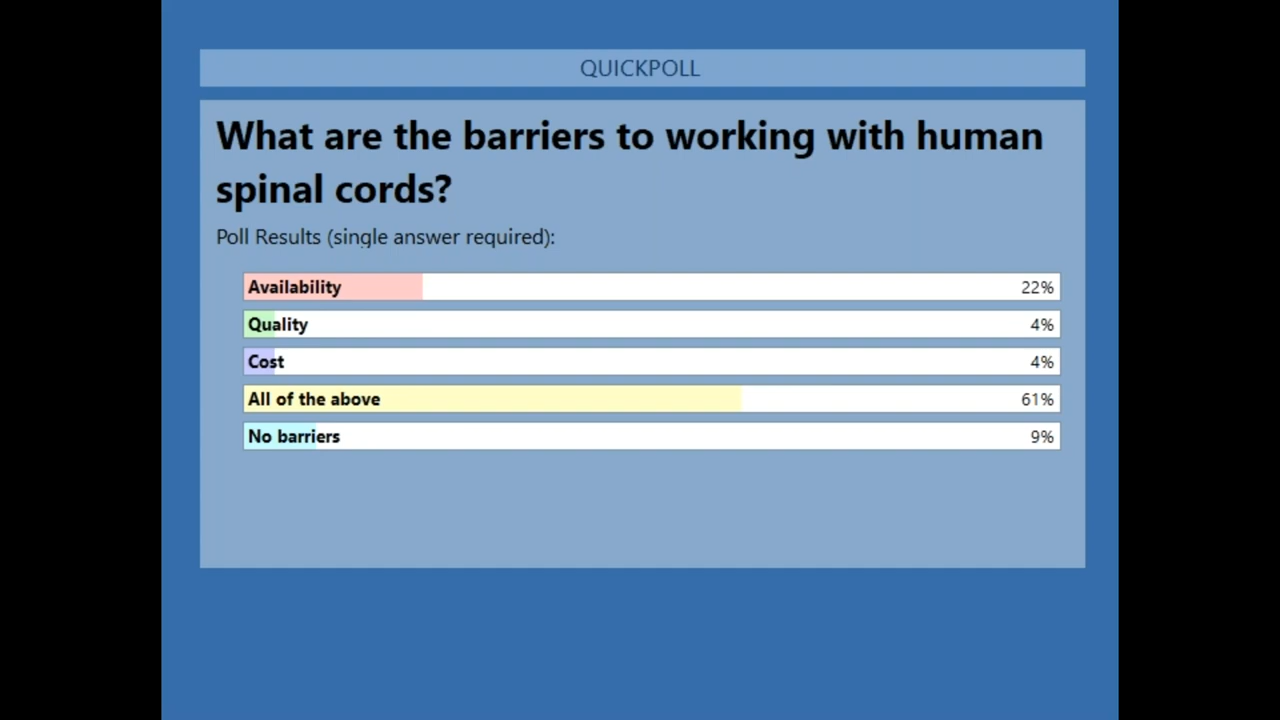 QUICKPOLL
What are the barriers to working with human
spinal cords?
Poll Results (single answer required):
Availability 22%
Quality 4%
Cost 4%
All of the above 61%
No barriers 9%